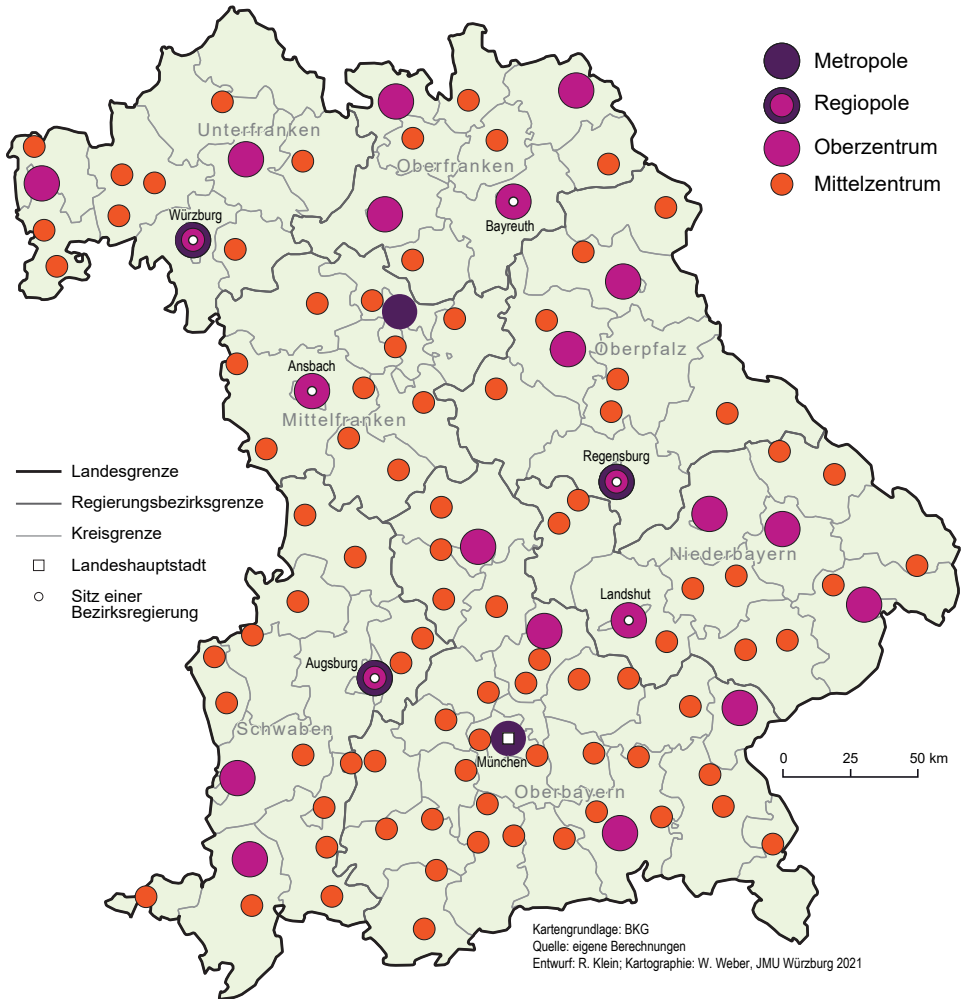 Metropole
Regiopole
Oberzentrum
Mittelzentrum
Unterfranken
Oberfranken
Würzburg
Bayreuth
Oberpfalz
Ansbach
Mittelfranken
Regensburg
Landesgrenze
Regierungsbezirksgrenze
Kreisgrenze
Landeshauptstadt
Sitz einer
Bezirksregierung
Niederbayern
Landshut
Augsburg
Schwaben
München
Oberbayern
0 25 50 km
Kartengrundlage: BKG
Quelle: eigene Berechnungen
Entwurf: R. Klein; Kartographie: W. Weber, JMU Würzburg 2021